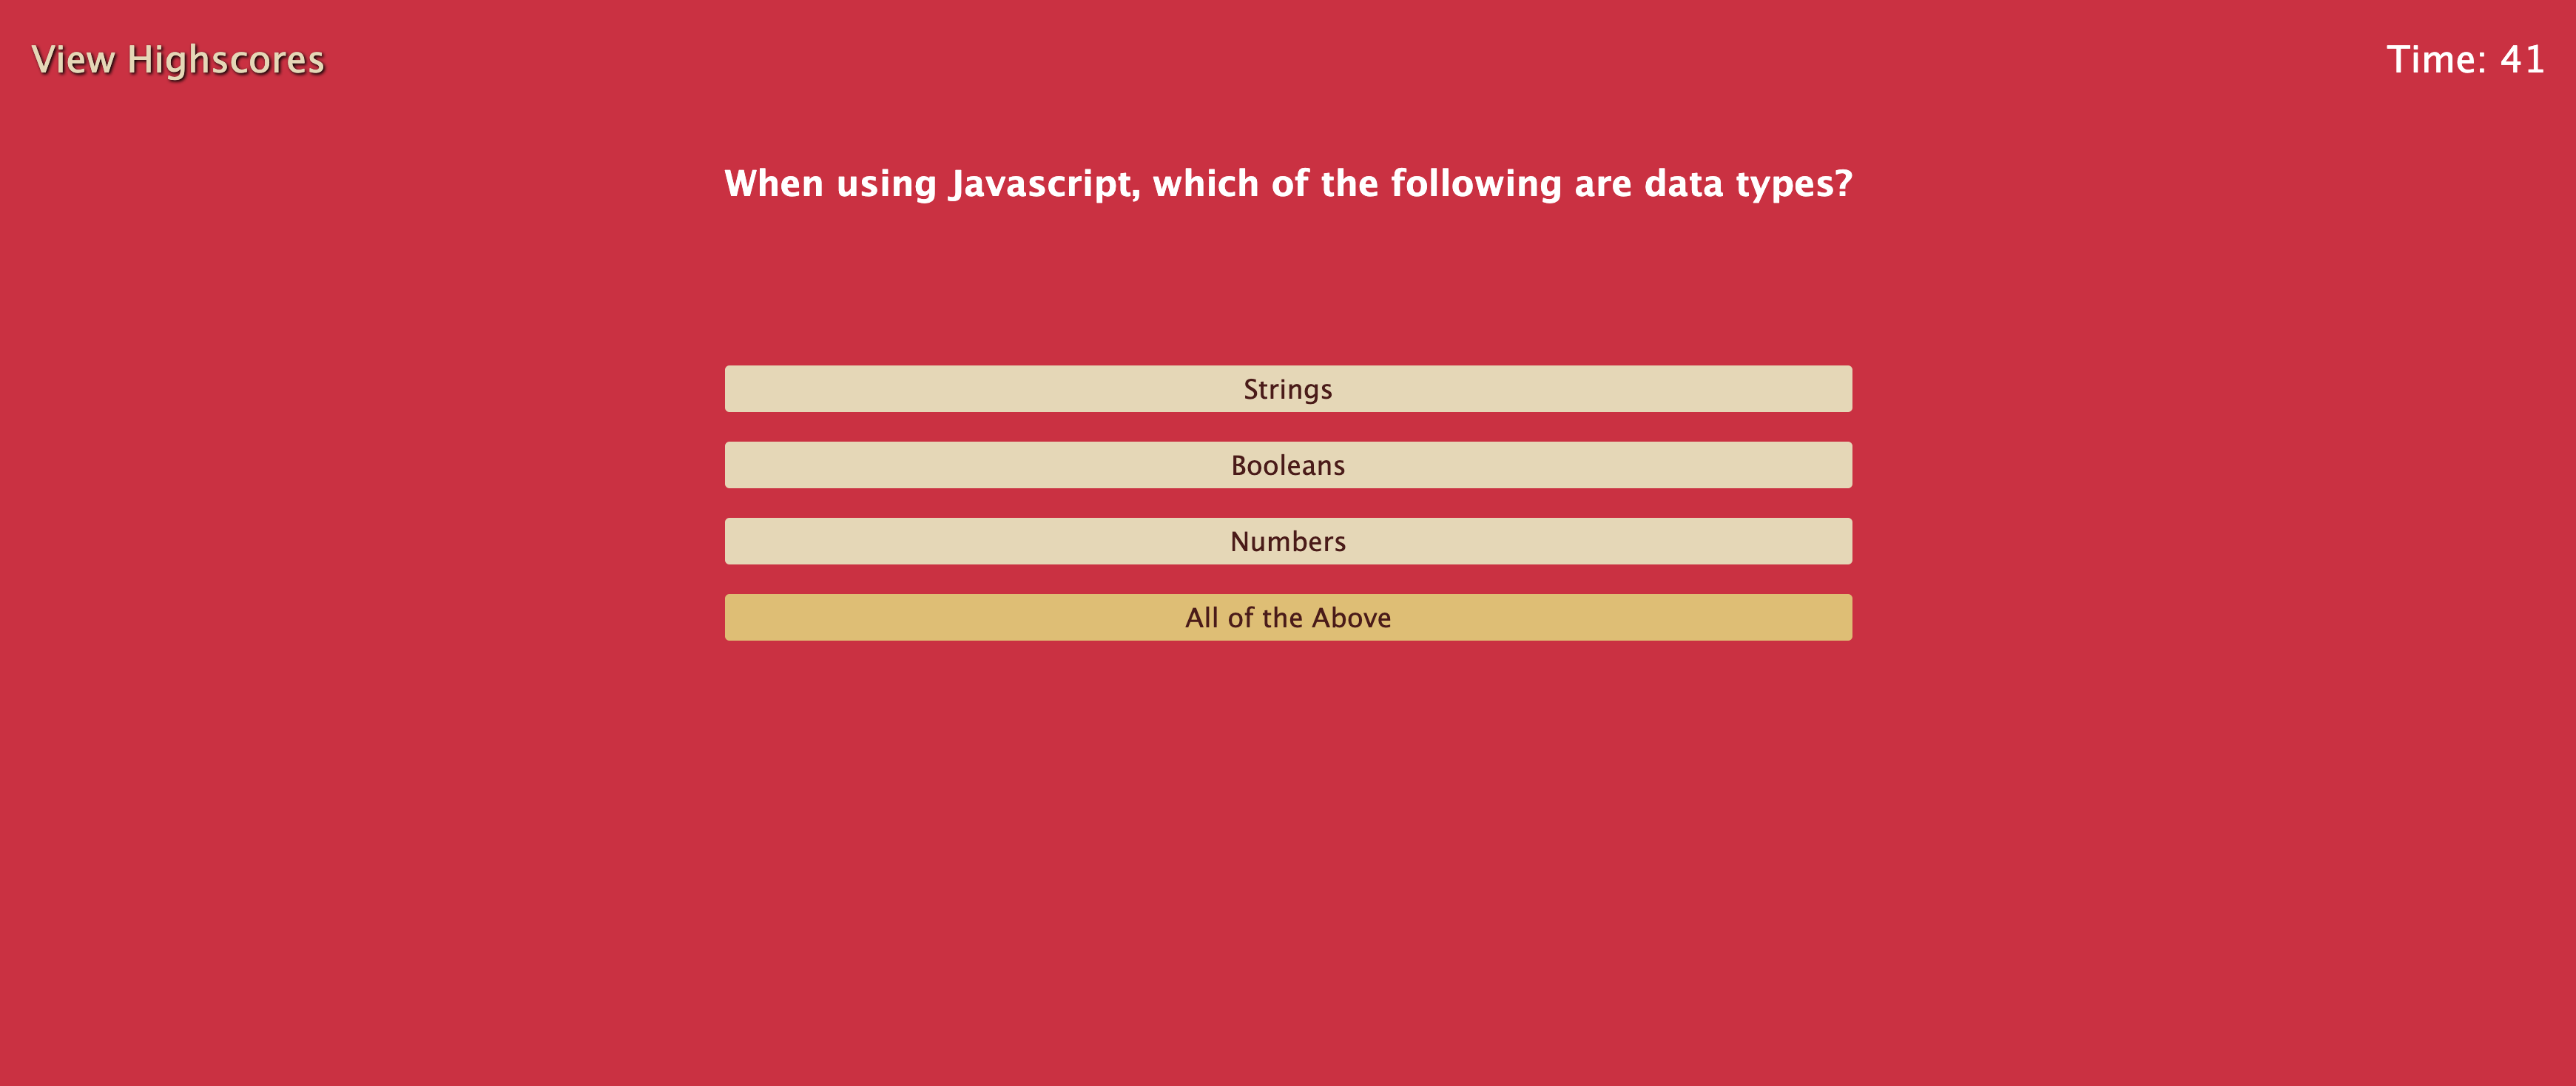 View Highscores
Time: 41
When using Javascript, which of the following are data types?
Strings
Booleans
Numbers
All of the Above